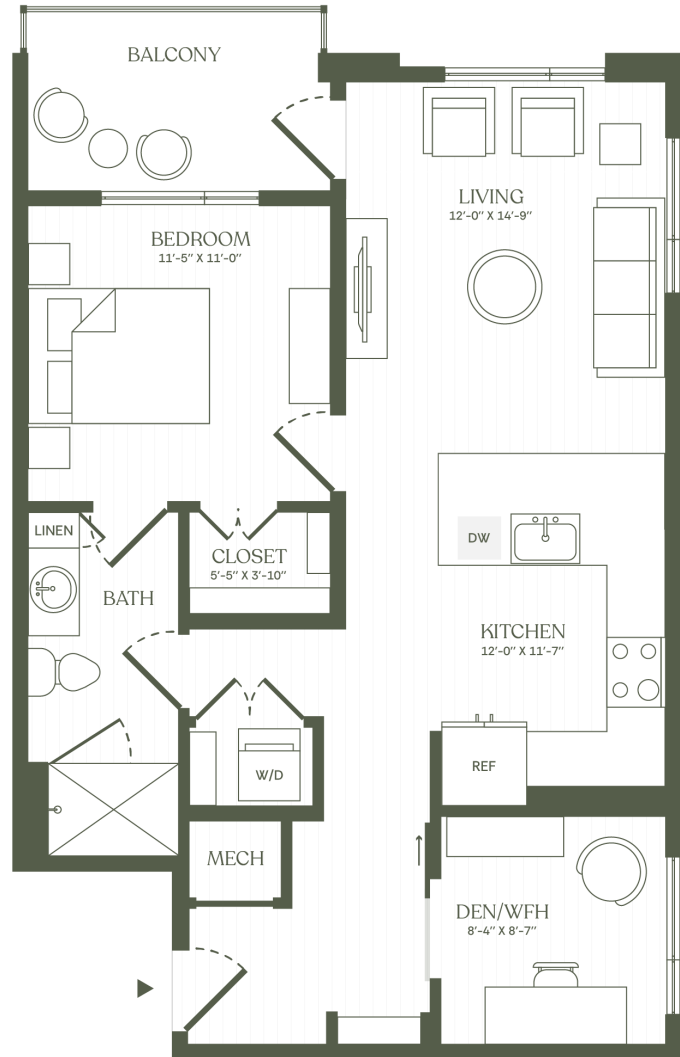 BALCONY
LIVING
12'-0" X 14'-9"
BEDROOM
11'-5" X 11'-0"
LINEN
DW
CLOSET
5'-5" X 3'-10"
BATH
KITCHEN
12'-0" X 11'-7"
REF
W/D
MECH
DEN/WFH
8'-4" X 8'-7"